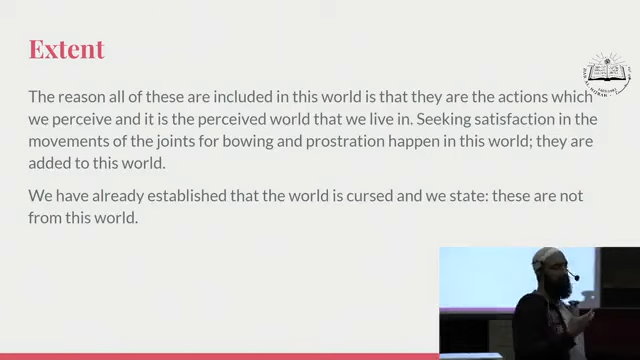 Extent
The reason all of these are included in this world is that they are the actions which
we perceive and it is the perceived world that we live in. Seeking satisfaction in the
movements of the joints for bowing and prostration happen in this world; they are
added to this world.
We have already established that the world is cursed and we state: these are not
from this world.